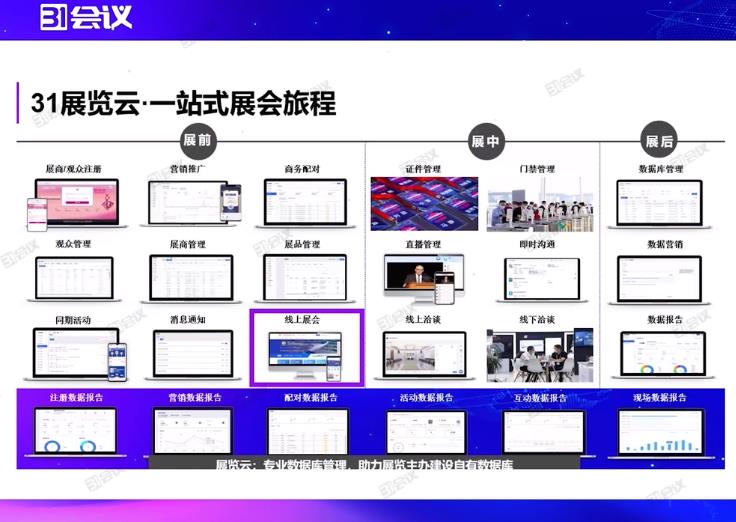 31会议
31展览云·一站式展会旅程
展前
展中
展后
展商/观众注册
营销推广
商务配对
证件管理
门禁管理
数据库管理
观众管理
展商管理
展品管理
直播管理
即时沟通
数据营销
同期活动
消息通知
线上展会
线上洽谈
线下洽谈
数据报告
注册数据报告
营销数据报告
配对数据报告
活动数据报告
互动数据报告
现场数据报告
展览云：专业数据库管理，助力展览主办建设自有数据库